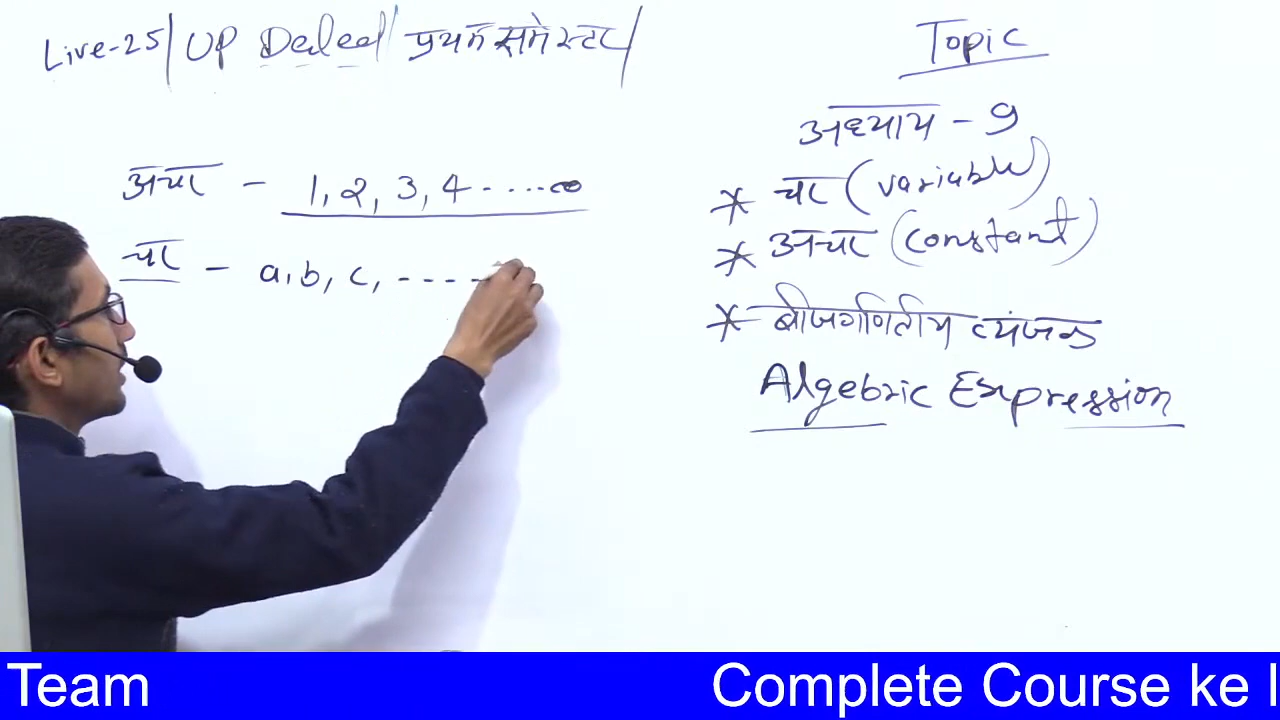 Live-25/ UP Deled/ प्रथम सेमेस्टर/
अचर - 1, 2, 3, 4 ......∞
चर - a, b, c, -----
Topic
अध्याय - 9
* चर (variable)
* अचर (constant)
* बीजगणितीय व्यंजक
Algebric Expression
Team
Complete Course ke l